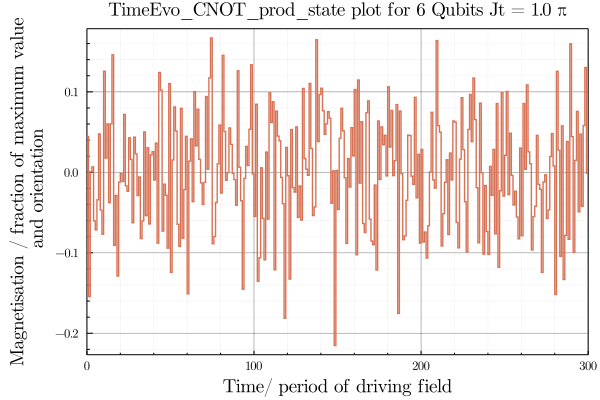 TimeEvo_CNOT_prod_state plot for 6 Qubits Jt = 1.0 π
Magnetisation / fraction of maximum value
and orientation
0.1
0.0
−0.1
−0.2
0
100
200
300
Time/ period of driving field